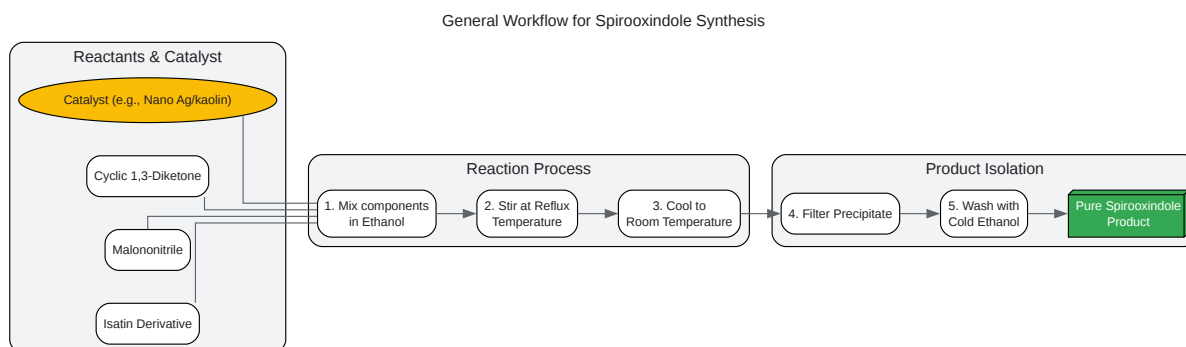 General Workflow for Spirooxindole Synthesis
Reactants & Catalyst
Catalyst (e.g., Nano Ag/kaolin)
Cyclic 1,3-Diketone
Malononitrile
Isatin Derivative
Reaction Process
1. Mix components
in Ethanol
2. Stir at Reflux
Temperature
3. Cool to
Room Temperature
Product Isolation
4. Filter Precipitate
5. Wash with
Cold Ethanol
Pure Spirooxindole
Product